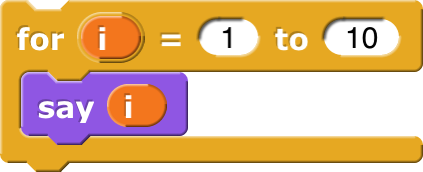 for i = 1 to 10
say i